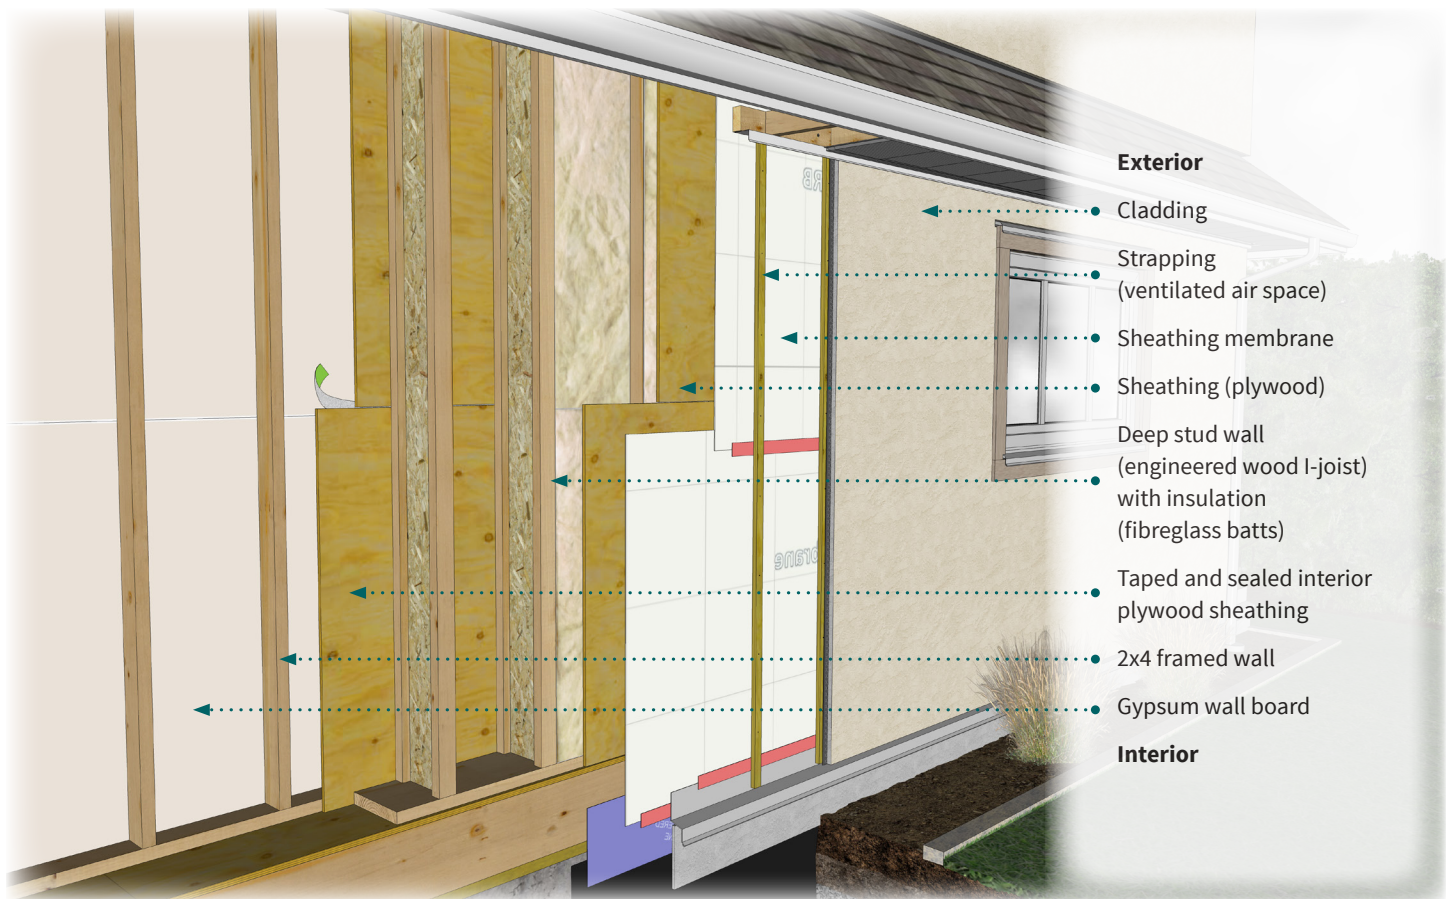 Exterior
Cladding
Strapping
(ventilated air space)
Sheathing membrane
Sheathing (plywood)
Deep stud wall
(engineered wood I-joist)
with insulation
(fibreglass batts)
Taped and sealed interior
plywood sheathing
2x4 framed wall
Gypsum wall board
Interior